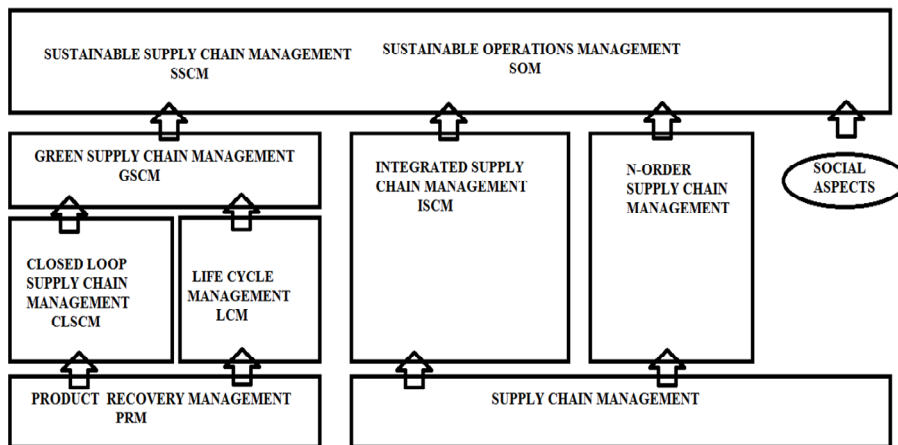 SUSTAINABLE SUPPLY CHAIN MANAGEMENT
SSCM
SUSTAINABLE OPERATIONS MANAGEMENT
SOM
GREEN SUPPLY CHAIN MANAGEMENT
GSCM
INTEGRATED SUPPLY
CHAIN MANAGEMENT
ISCM
N-ORDER
SUPPLY CHAIN
MANAGEMENT
SOCIAL
ASPECTS
CLOSED LOOP
SUPPLY CHAIN
MANAGEMENT
CLSCM
LIFE CYCLE
MANAGEMENT
LCM
PRODUCT RECOVERY MANAGEMENT
PRM
SUPPLY CHAIN MANAGEMENT